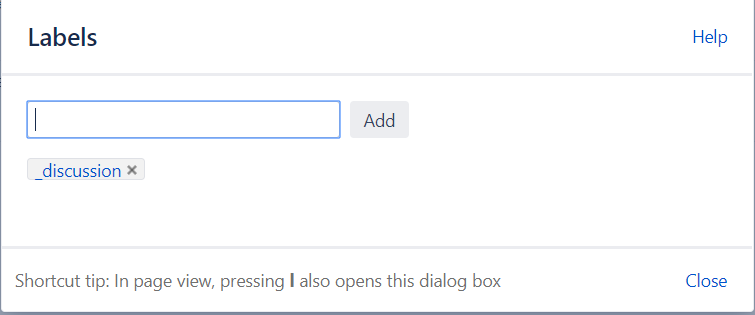 Labels
Help
Add
_discussion ×
Shortcut tip: In page view, pressing l also opens this dialog box
Close